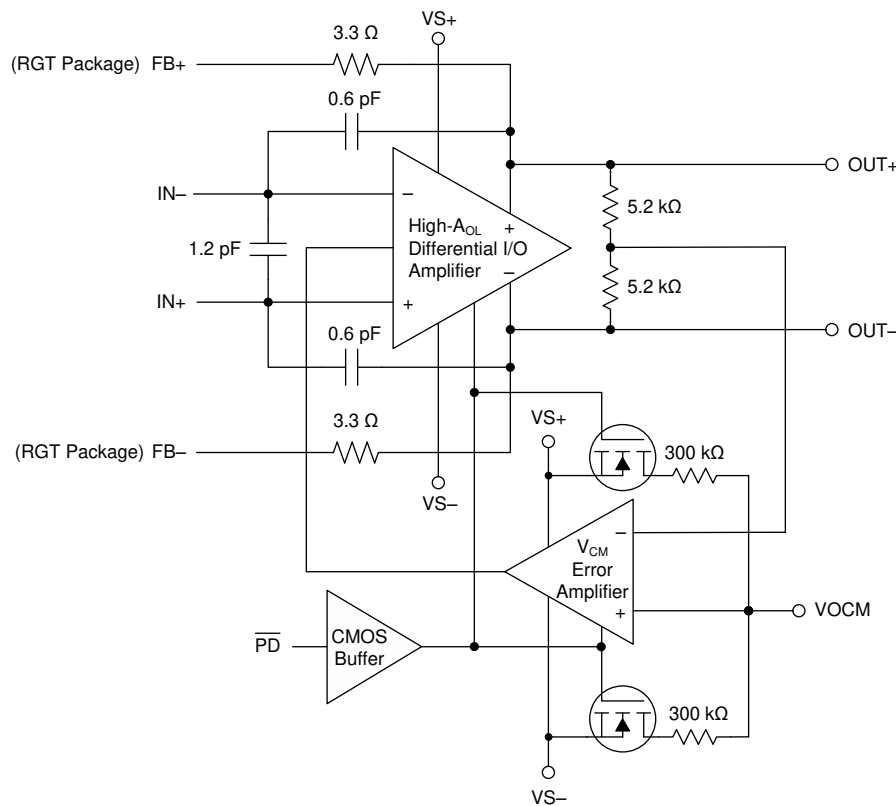 VS+
3.3 Ω
(RGT Package) FB+
0.6 pF
OUT+
IN–
–
5.2 kΩ
High-AOL
Differential I/O
Amplifier
+
–
1.2 pF
5.2 kΩ
IN+
+
0.6 pF
OUT–
3.3 Ω
VS+
300 kΩ
(RGT Package) FB–
VS–
–
VCM
Error
Amplifier
+
VOCM
PD
CMOS
Buffer
300 kΩ
VS–